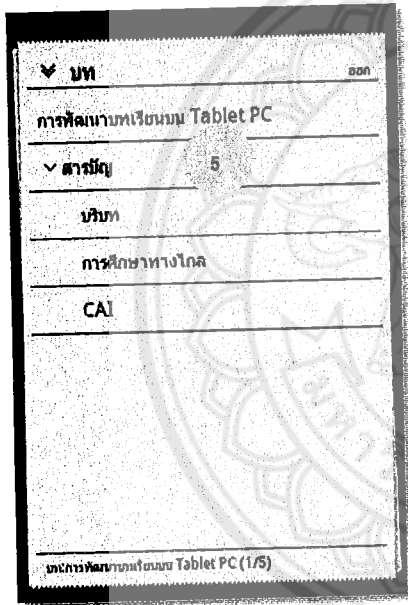 บท ออก
การพัฒนาบทเรียนบน Tablet PC
สารบัญ 5
บริบท
การศึกษาทางไกล
CAI
บท:การพัฒนาบทเรียนบน Tablet PC (1/5)